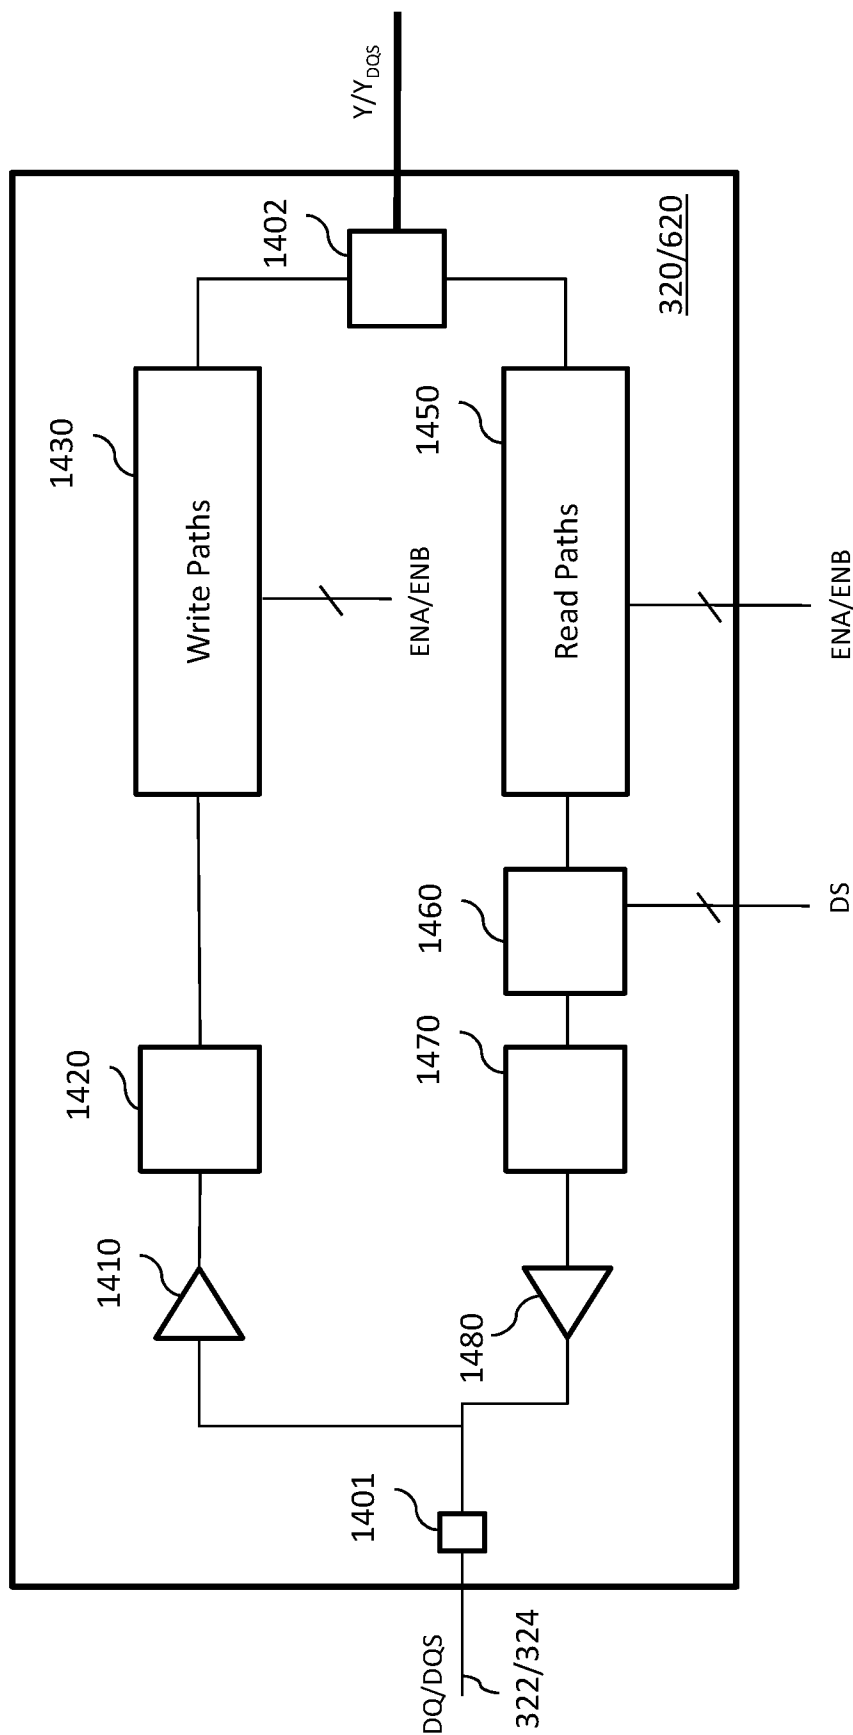 1430
Write Paths
ENA/ENB
1420
1410
1402
Y/Y_DQS
1401
DQ/DQS
322/324
1480
1470
1460
DS
1450
Read Paths
ENA/ENB
320/620